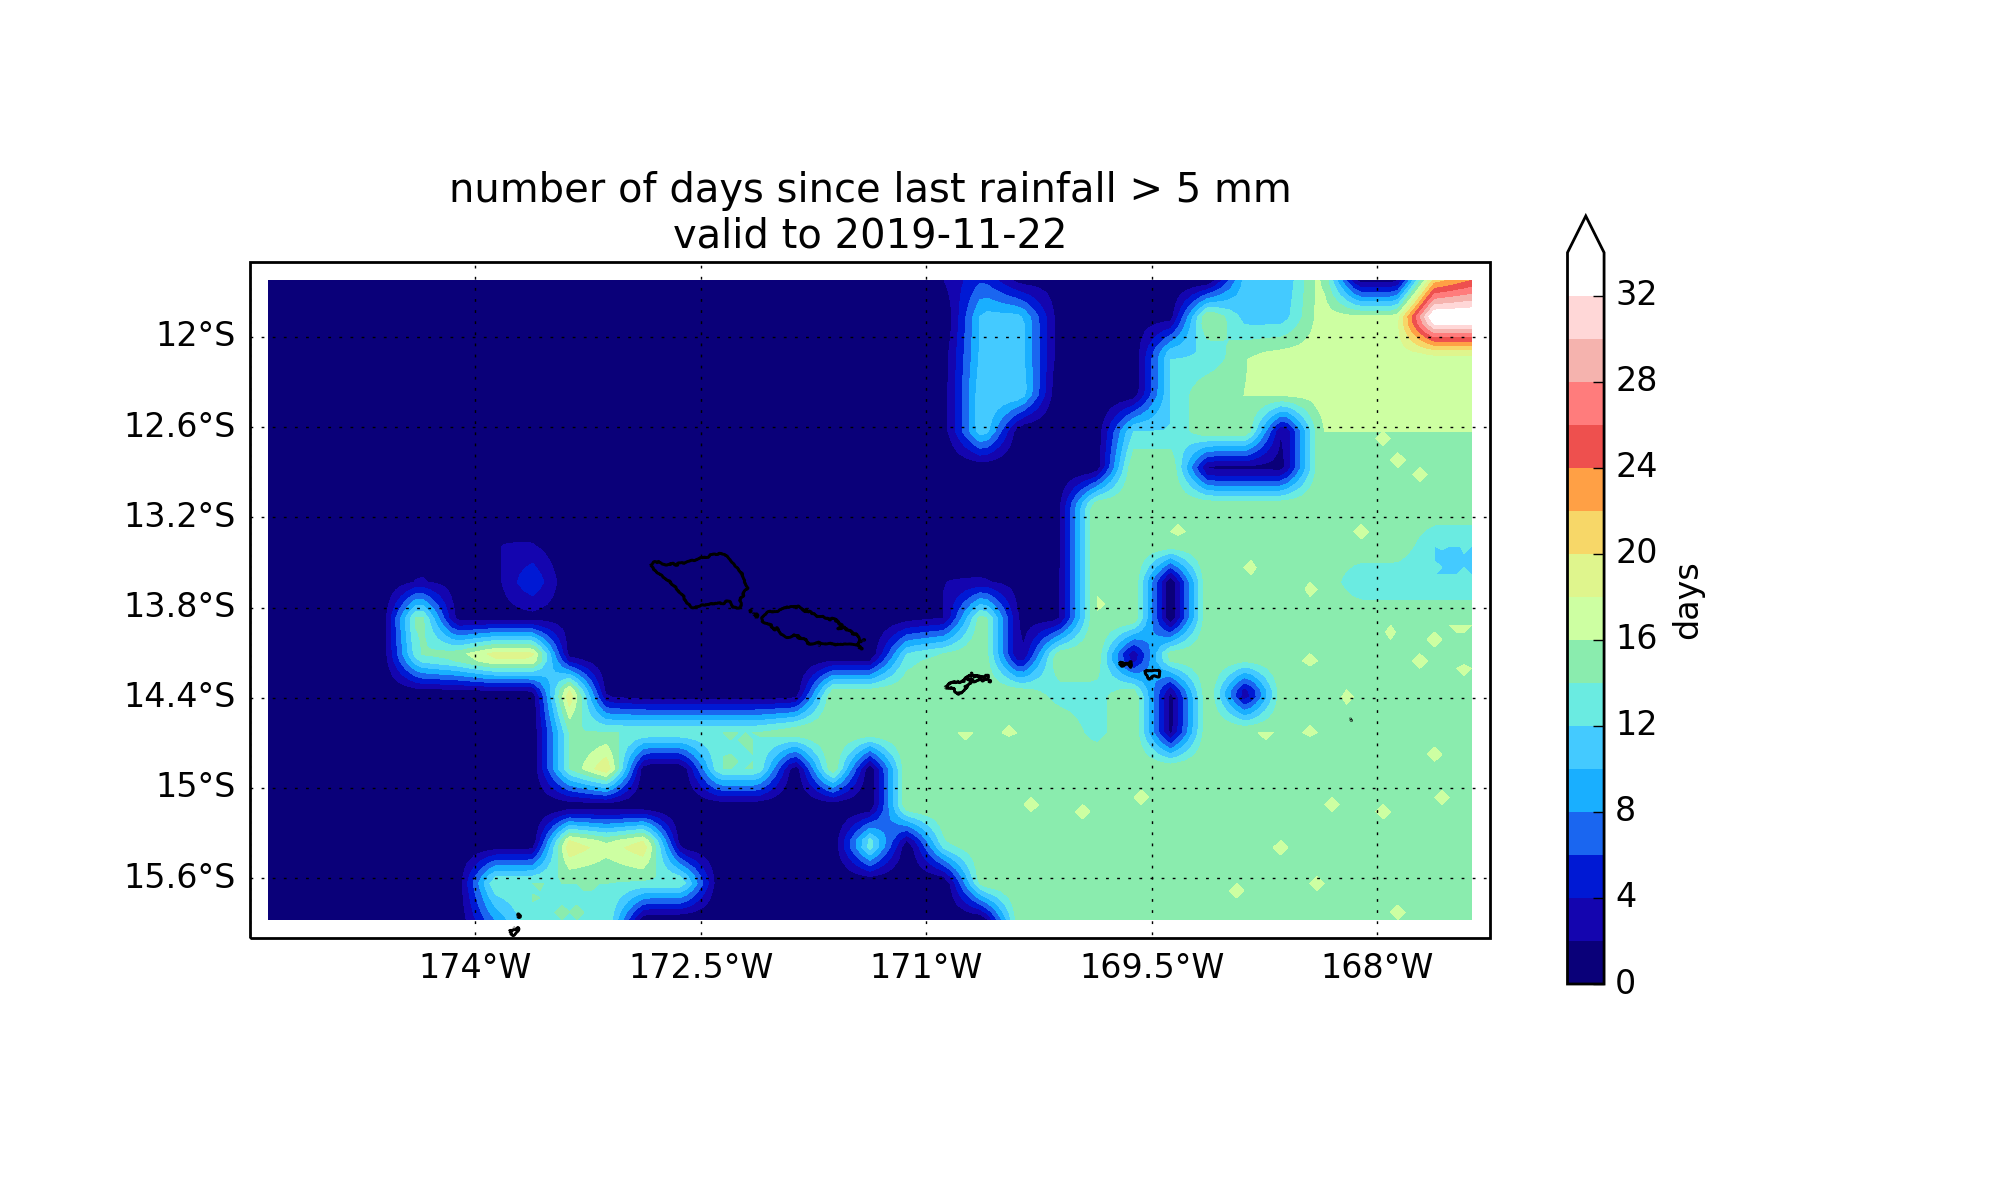 number of days since last rainfall > 5 mm
valid to 2019-11-22
12°S
12.6°S
13.2°S
13.8°S
14.4°S
15°S
15.6°S
174°W
172.5°W
171°W
169.5°W
168°W
32
28
24
20
16
12
8
4
0
days